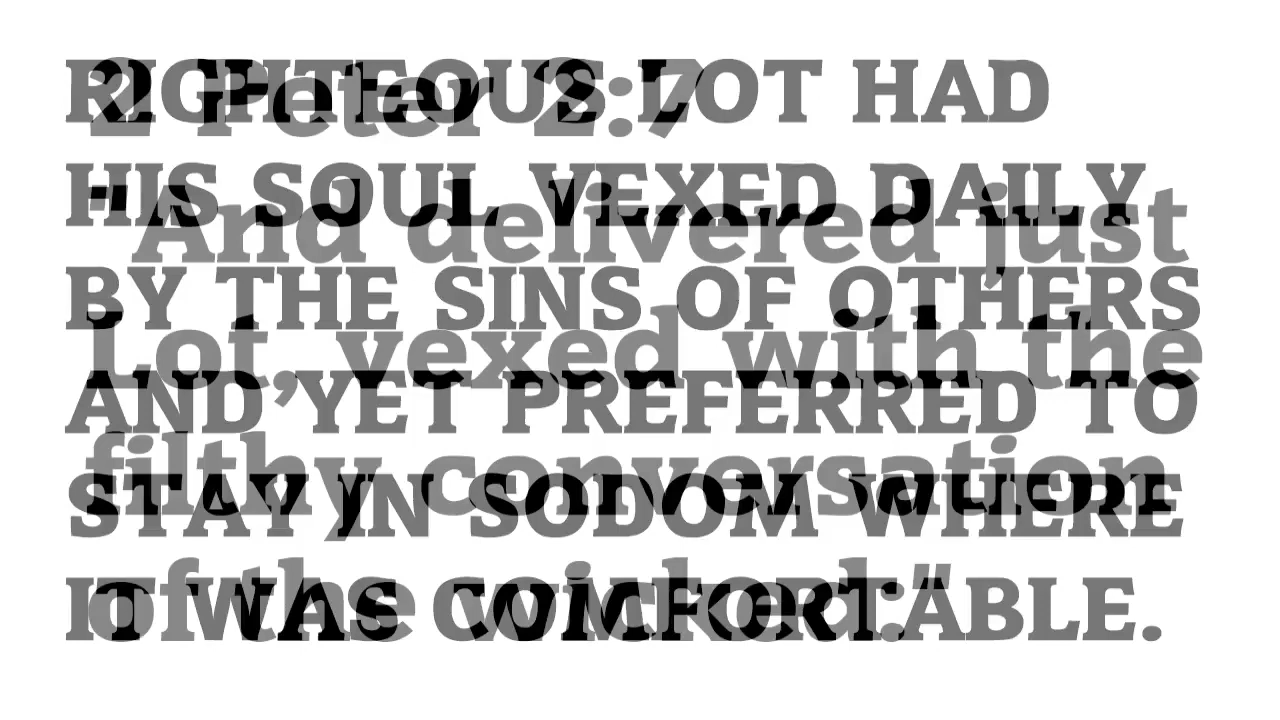 RIGHTEOUS LOT HAD
HIS SOUL VEXED DAILY
BY THE SINS OF OTHERS
AND YET PREFERRED TO
STAY IN SODOM WHERE
IT WAS COMFORTABLE.
2 Peter 2:7
"And delivered just
Lot, vexed with the
filthy conversation
of the wicked:"